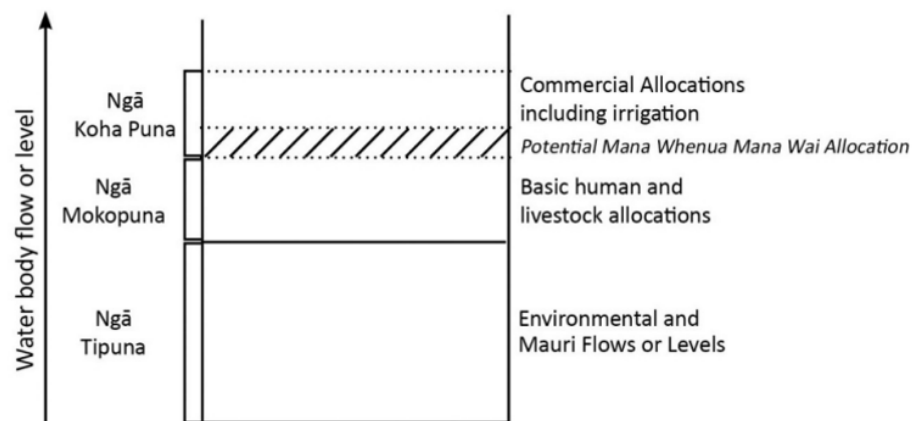 Water body flow or level
Ngā
Koha Puna
Commercial Allocations
including irrigation
Potential Mana Whenua Mana Wai Allocation
Ngā
Mokopuna
Basic human and
livestock allocations
Ngā
Tipuna
Environmental and
Mauri Flows or Levels